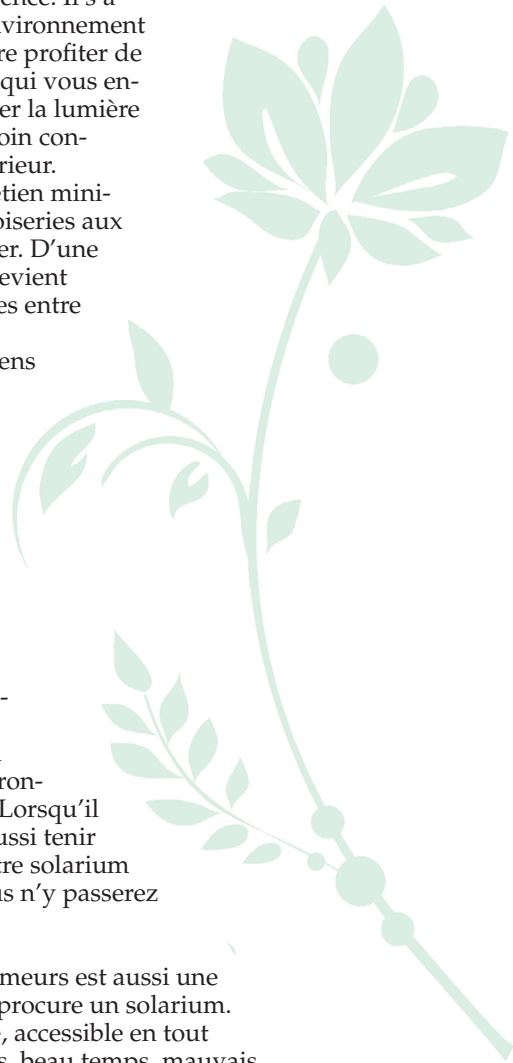 ence. Il s'a-
vironnement
re profiter de
qui vous en-
er la lumière
oin con-
rieur.
étien mini-
oiseries aux
er. D'une
evient
es entre
ens
-
ron-
Lorsqu'il
ussi tenir
tre solarium
us n'y passerez
meurs est aussi une
procure un solarium.
, accessible en tout
s, beau temps, mauvais